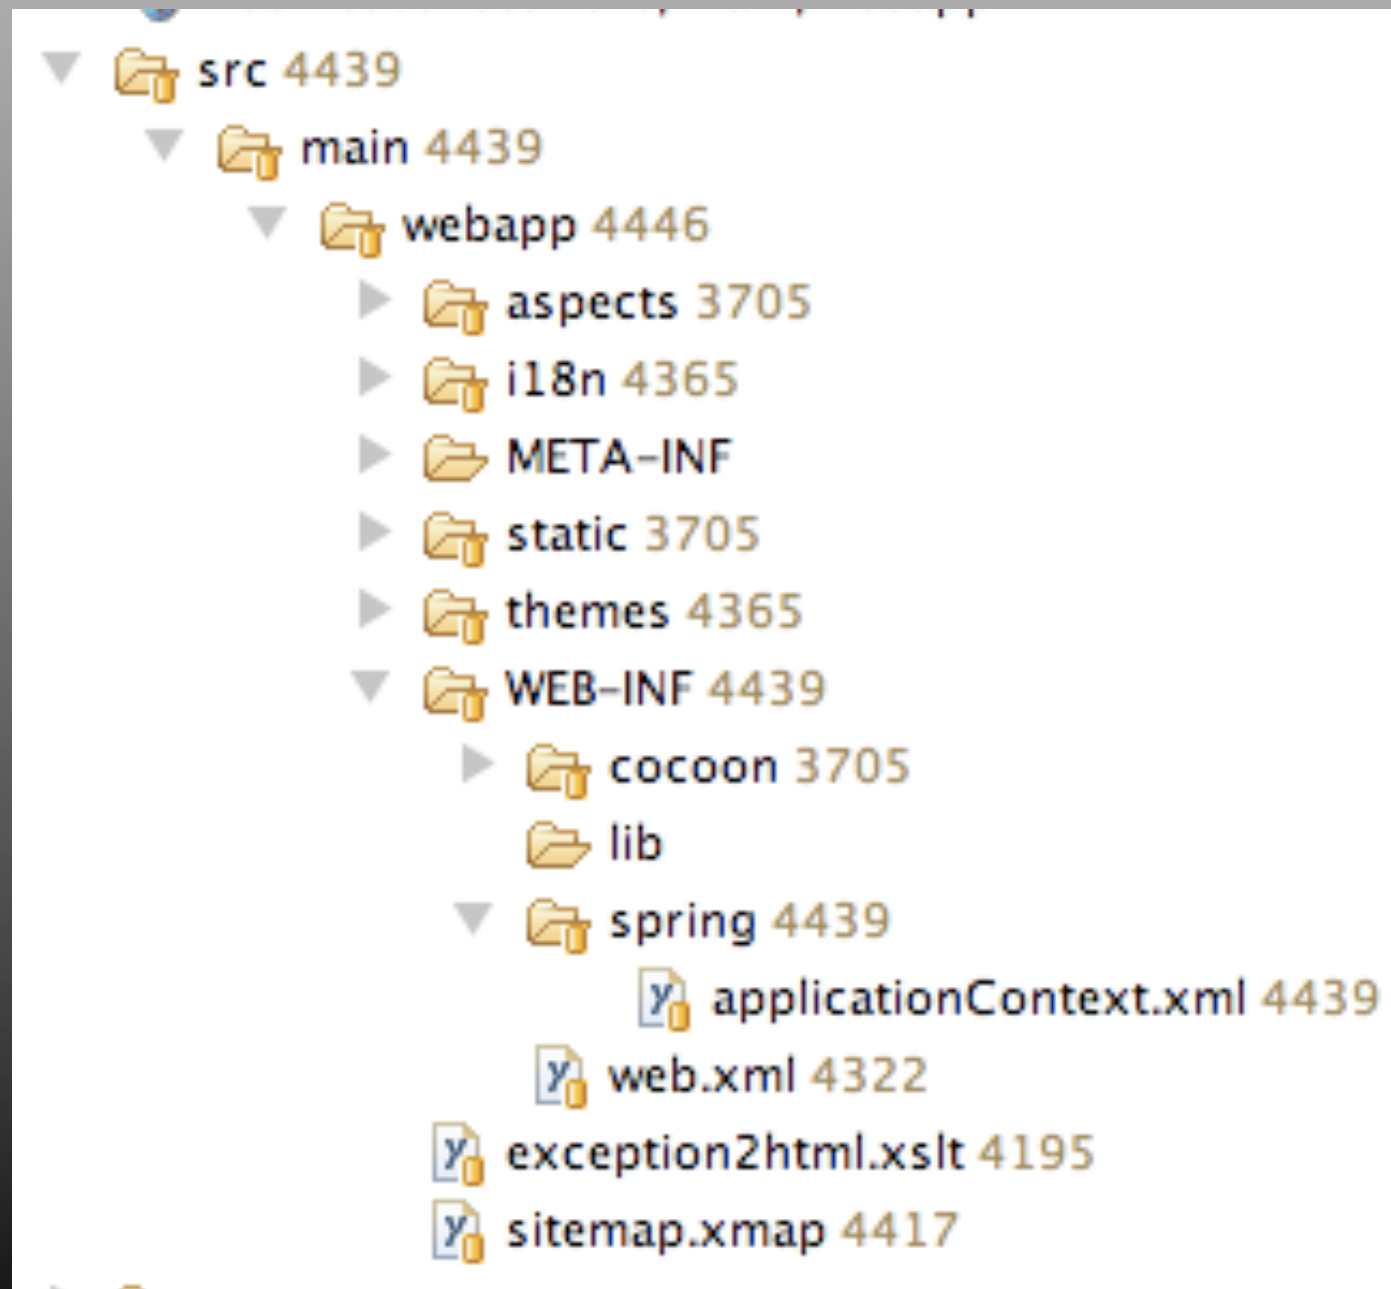 src 4439
main 4439
webapp 4446
aspects 3705
i18n 4365
META-INF
static 3705
themes 4365
WEB-INF 4439
cocoon 3705
lib
spring 4439
applicationContext.xml 4439
web.xml 4322
exception2html.xslt 4195
sitemap.xmap 4417